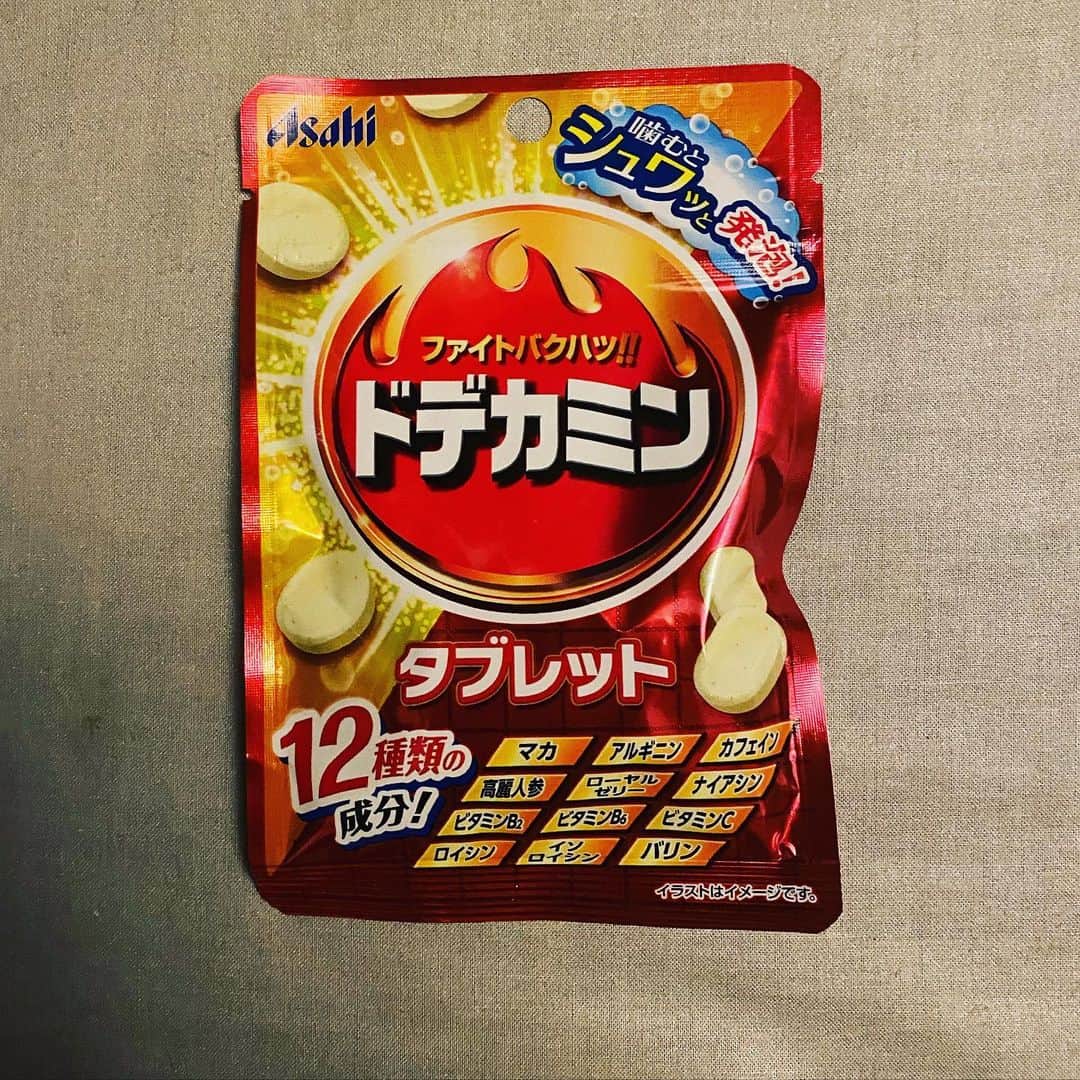 Asahi
噛むと
シュワッと
発泡!
ファイトバクハツ!!
ドデカミン
タブレット
12種類の
成分!
マカ
アルギニン
カフェイン
高麗人参
ローヤル
ゼリー
ナイアシン
ビタミンB2
ビタミンB6
ビタミンC
ロイシン
イソ
ロイシン
バリン
イラストはイメージです。